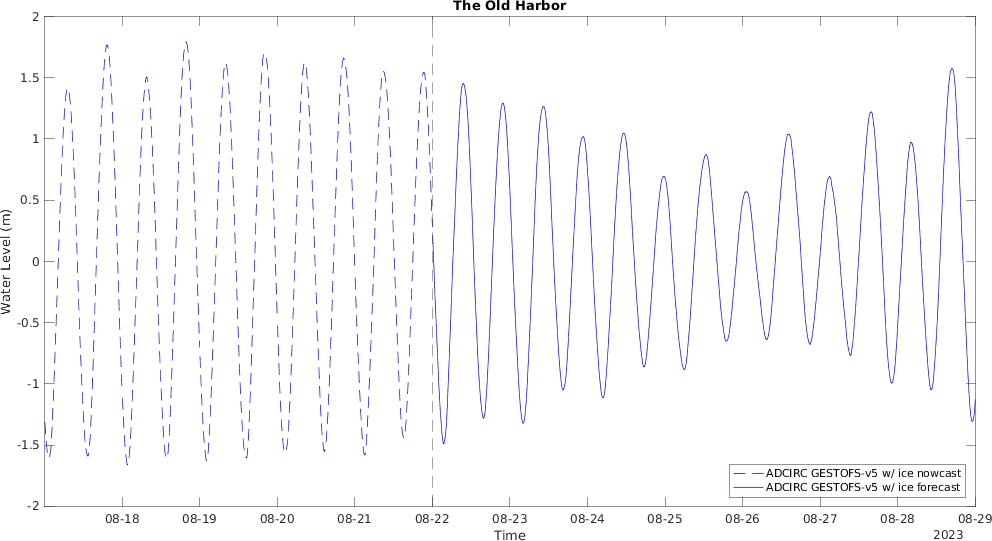 The Old Harbor
2
1.5
1
0.5
0
-0.5
-1
-1.5
-2
Water Level (m)
ADCIRC GESTOFS-v5 w/ ice nowcast
ADCIRC GESTOFS-v5 w/ ice forecast
08-18 08-19 08-20 08-21 08-22 08-23 08-24 08-25 08-26 08-27 08-28 08-29
Time
2023